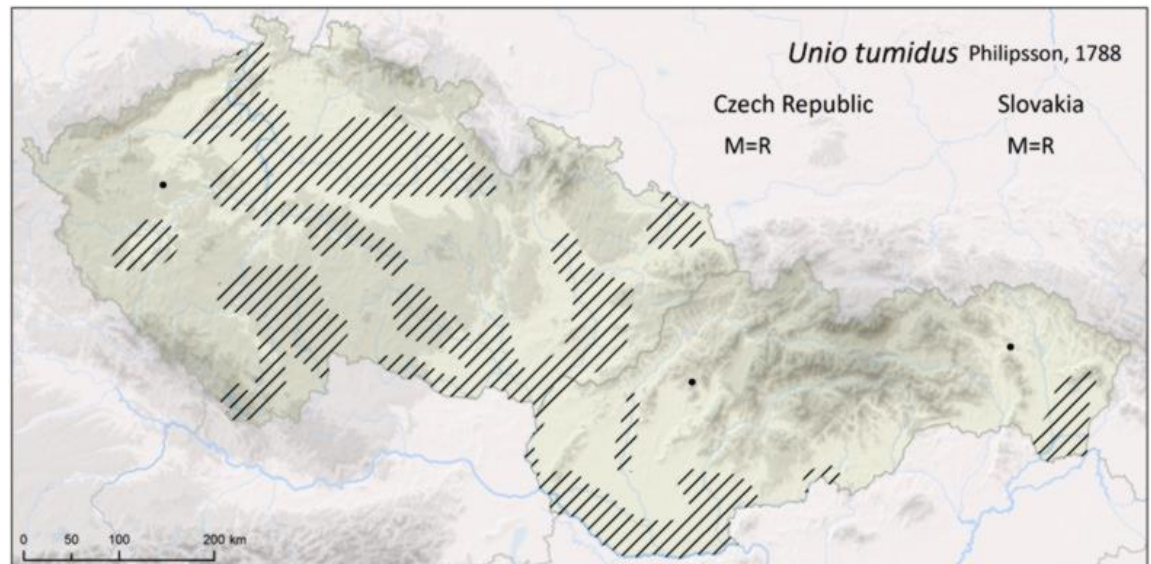 Unio tumidus Philipsson, 1788
Czech Republic Slovakia
M=R M=R
0 50 100 200 km